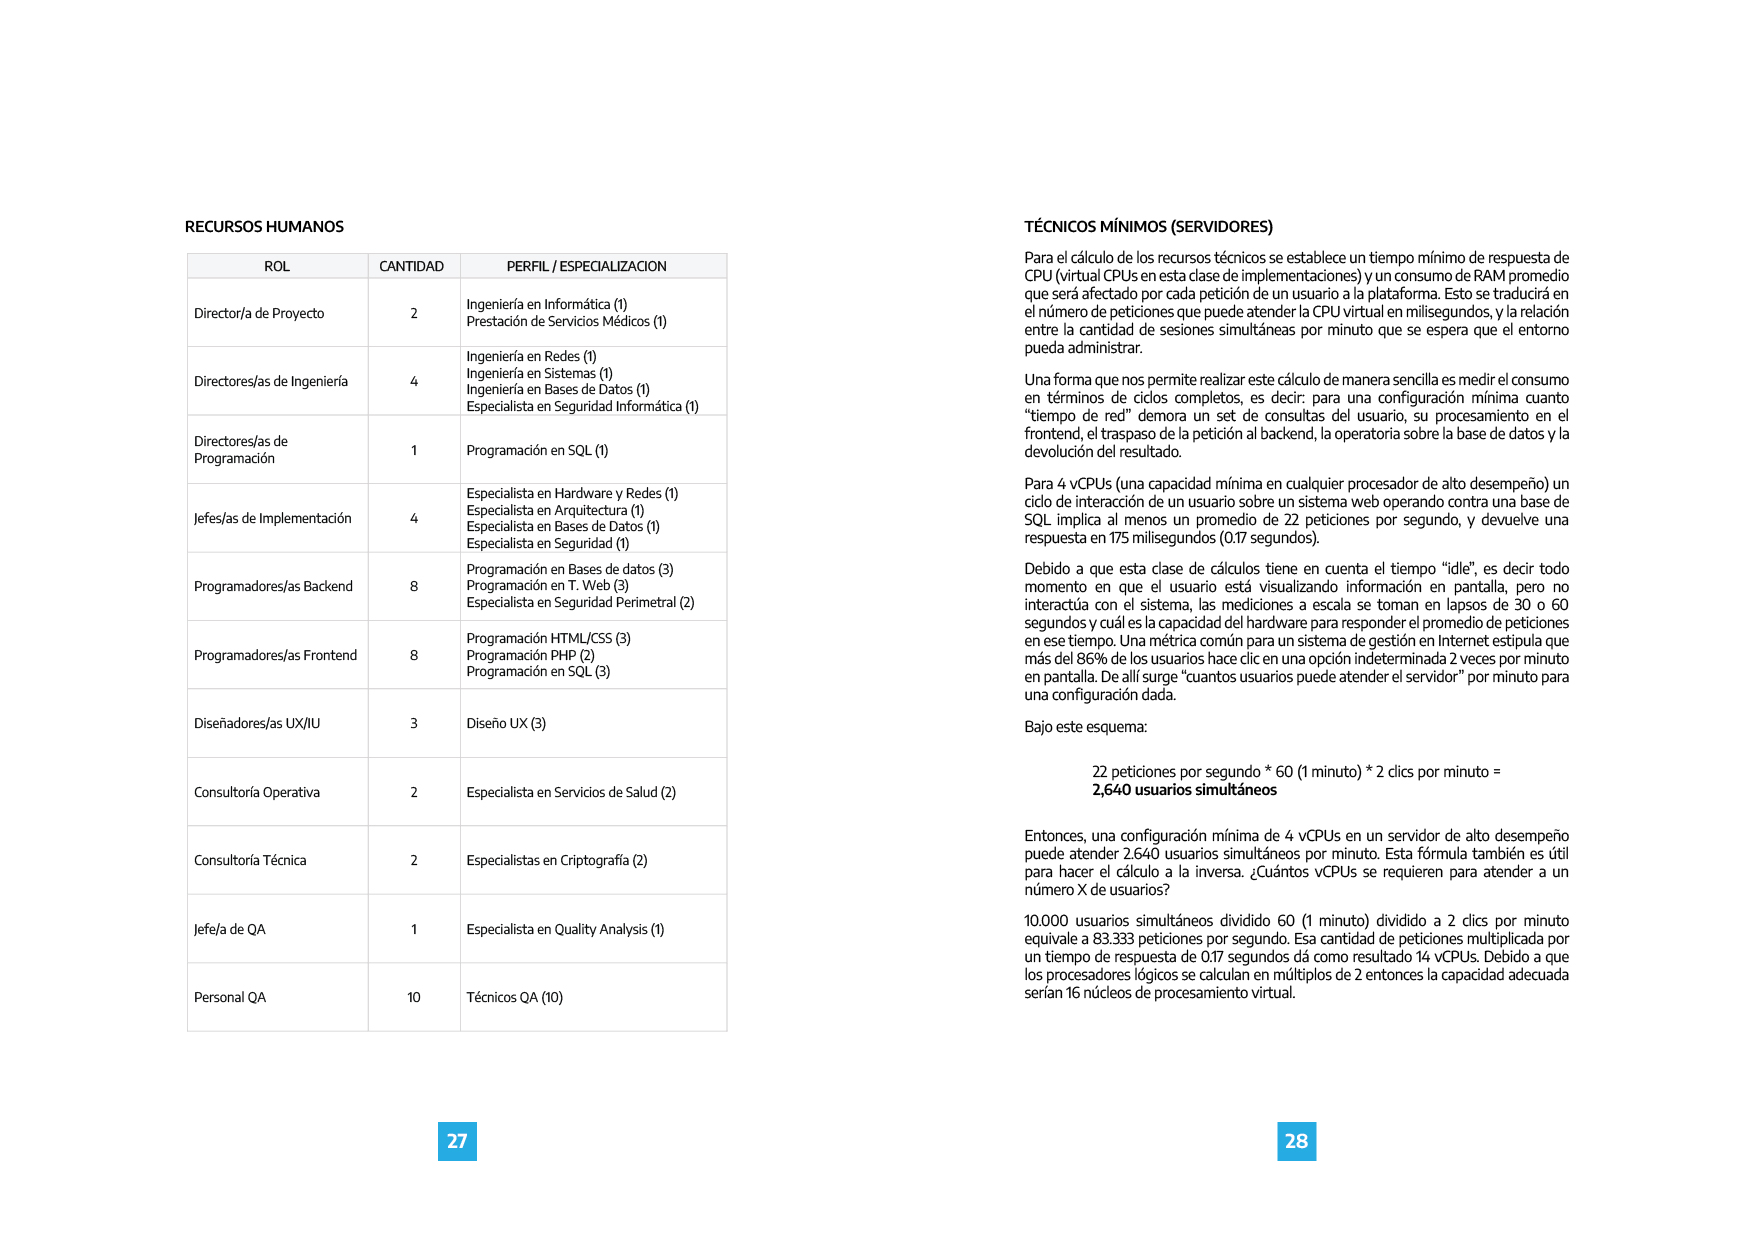 RECURSOS HUMANOS
ROL CANTIDAD PERFIL / ESPECIALIZACION
Director/a de Proyecto 2 Ingeniería en Informática (1)
Prestación de Servicios Médicos (1)
Directores/as de Ingeniería 4 Ingeniería en Redes (1)
Ingeniería en Sistemas (1)
Ingeniería en Bases de Datos (1)
Especialista en Seguridad Informática (1)
Directores/as de
Programación 1 Programación en SQL (1)
Jefes/as de Implementación 4 Especialista en Hardware y Redes (1)
Especialista en Arquitectura (1)
Especialista en Bases de Datos (1)
Especialista en Seguridad (1)
Programadores/as Backend 8 Programación en Bases de datos (3)
Programación en T. Web (3)
Especialista en Seguridad Perimetral (2)
Programadores/as Frontend 8 Programación HTML/CSS (3)
Programación PHP (2)
Programación en SQL (3)
Diseñadores/as UX/IU 3 Diseño UX (3)
Consultoría Operativa 2 Especialista en Servicios de Salud (2)
Consultoría Técnica 2 Especialistas en Criptografía (2)
Jefe/a de QA 1 Especialista en Quality Analysis (1)
Personal QA 10 Técnicos QA (10)
27
TÉCNICOS MÍNIMOS (SERVIDORES)
Para el cálculo de los recursos técnicos se establece un tiempo mínimo de respuesta de
CPU (virtual CPUs en esta clase de implementaciones) y un consumo de RAM promedio
que será afectado por cada petición de un usuario a la plataforma. Esto se traducirá en
el número de peticiones que puede atender la CPU virtual en milisegundos, y la relación
entre la cantidad de sesiones simultáneas por minuto que se espera que el entorno
pueda administrar.
Una forma que nos permite realizar este cálculo de manera sencilla es medir el consumo
en términos de ciclos completos, es decir: para una configuración mínima cuanto
“tiempo de red” demora un set de consultas del usuario, su procesamiento en el
frontend, el traspaso de la petición al backend, la operatoria sobre la base de datos y la
devolución del resultado.
Para 4 vCPUs (una capacidad mínima en cualquier procesador de alto desempeño) un
ciclo de interacción de un usuario sobre un sistema web operando contra una base de
SQL implica al menos un promedio de 22 peticiones por segundo, y devuelve una
respuesta en 175 milisegundos (0.17 segundos).
Debido a que esta clase de cálculos tiene en cuenta el tiempo “idle”, es decir todo
momento en que el usuario está visualizando información en pantalla, pero no
interactúa con el sistema, las mediciones a escala se toman en lapsos de 30 o 60
segundos y cuál es la capacidad del hardware para responder el promedio de peticiones
en ese tiempo. Una métrica común para un sistema de gestión en Internet estipula que
más del 86% de los usuarios hace clic en una opción indeterminada 2 veces por minuto
en pantalla. De allí surge “cuantos usuarios puede atender el servidor” por minuto para
una configuración dada.
Bajo este esquema:
22 peticiones por segundo * 60 (1 minuto) * 2 clics por minuto =
2,640 usuarios simultáneos
Entonces, una configuración mínima de 4 vCPUs en un servidor de alto desempeño
puede atender 2.640 usuarios simultáneos por minuto. Esta fórmula también es útil
para hacer el cálculo a la inversa. ¿Cuántos vCPUs se requieren para atender a un
número X de usuarios?
10.000 usuarios simultáneos dividido 60 (1 minuto) dividido a 2 clics por minuto
equivale a 83.333 peticiones por segundo. Esa cantidad de peticiones multiplicada por
un tiempo de respuesta de 0.17 segundos dá como resultado 14 vCPUs. Debido a que
los procesadores lógicos se calculan en múltiplos de 2 entonces la capacidad adecuada
serían 16 núcleos de procesamiento virtual.
28